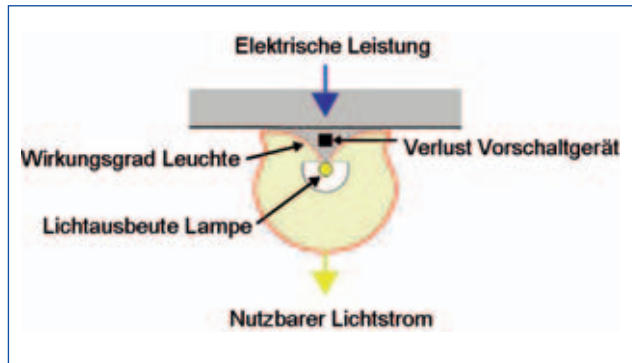 Elektrische Leistung
Wirkungsgrad Leuchte
Verlust Vorschaltgerät
Lichtausbeute Lampe
Nutzbarer Lichtstrom